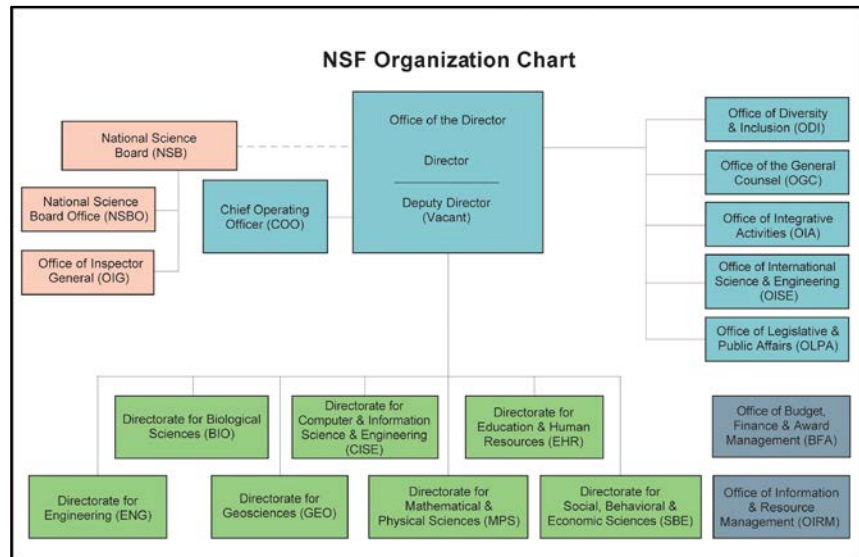 NSF Organization Chart
National Science
Board (NSB)
National Science
Board Office (NSBO)
Office of Inspector
General (OIG)
Chief Operating
Officer (COO)
Office of the Director
Director
Deputy Director
(Vacant)
Office of Diversity
& Inclusion (ODI)
Office of the General
Counsel (OGC)
Office of Integrative
Activities (OIA)
Office of International
Science & Engineering
(OISE)
Office of Legislative &
Public Affairs (OLPA)
Directorate for Biological
Sciences (BIO)
Directorate for
Computer & Information
Science & Engineering
(CISE)
Directorate for
Education & Human
Resources (EHR)
Office of Budget,
Finance & Award
Management (BFA)
Directorate for
Engineering (ENG)
Directorate for
Geosciences (GEO)
Directorate for
Mathematical &
Physical Sciences (MPS)
Directorate for
Social, Behavioral &
Economic Sciences (SBE)
Office of Information
& Resource
Management (OIRM)